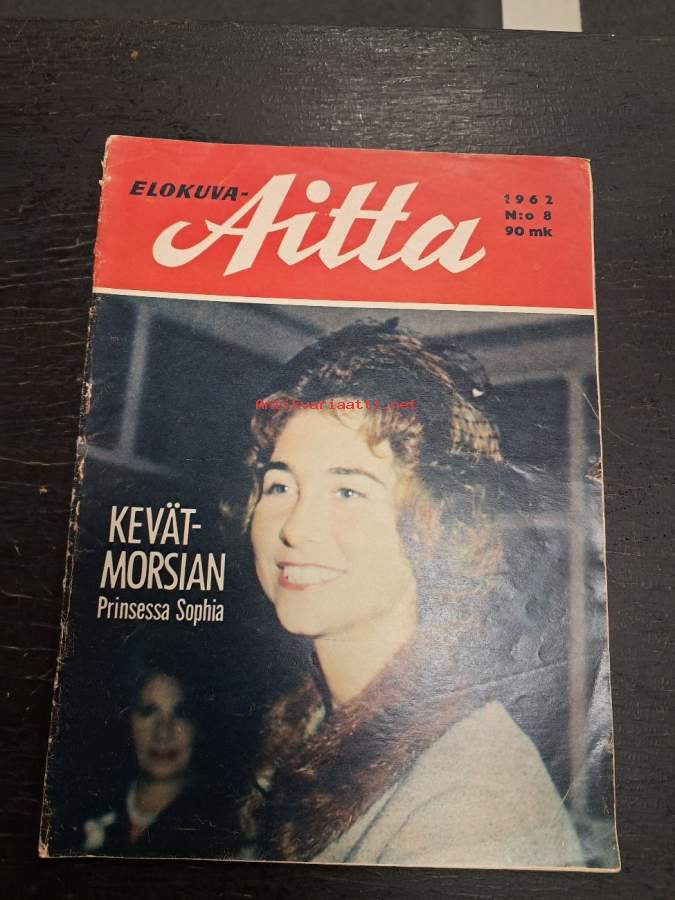 ELOKUVA-
Aitta
1962
N:o 8
90 mk
Antikvariaatti.net
KEVÄT-
MORSIAN
Prinsessa Sophia